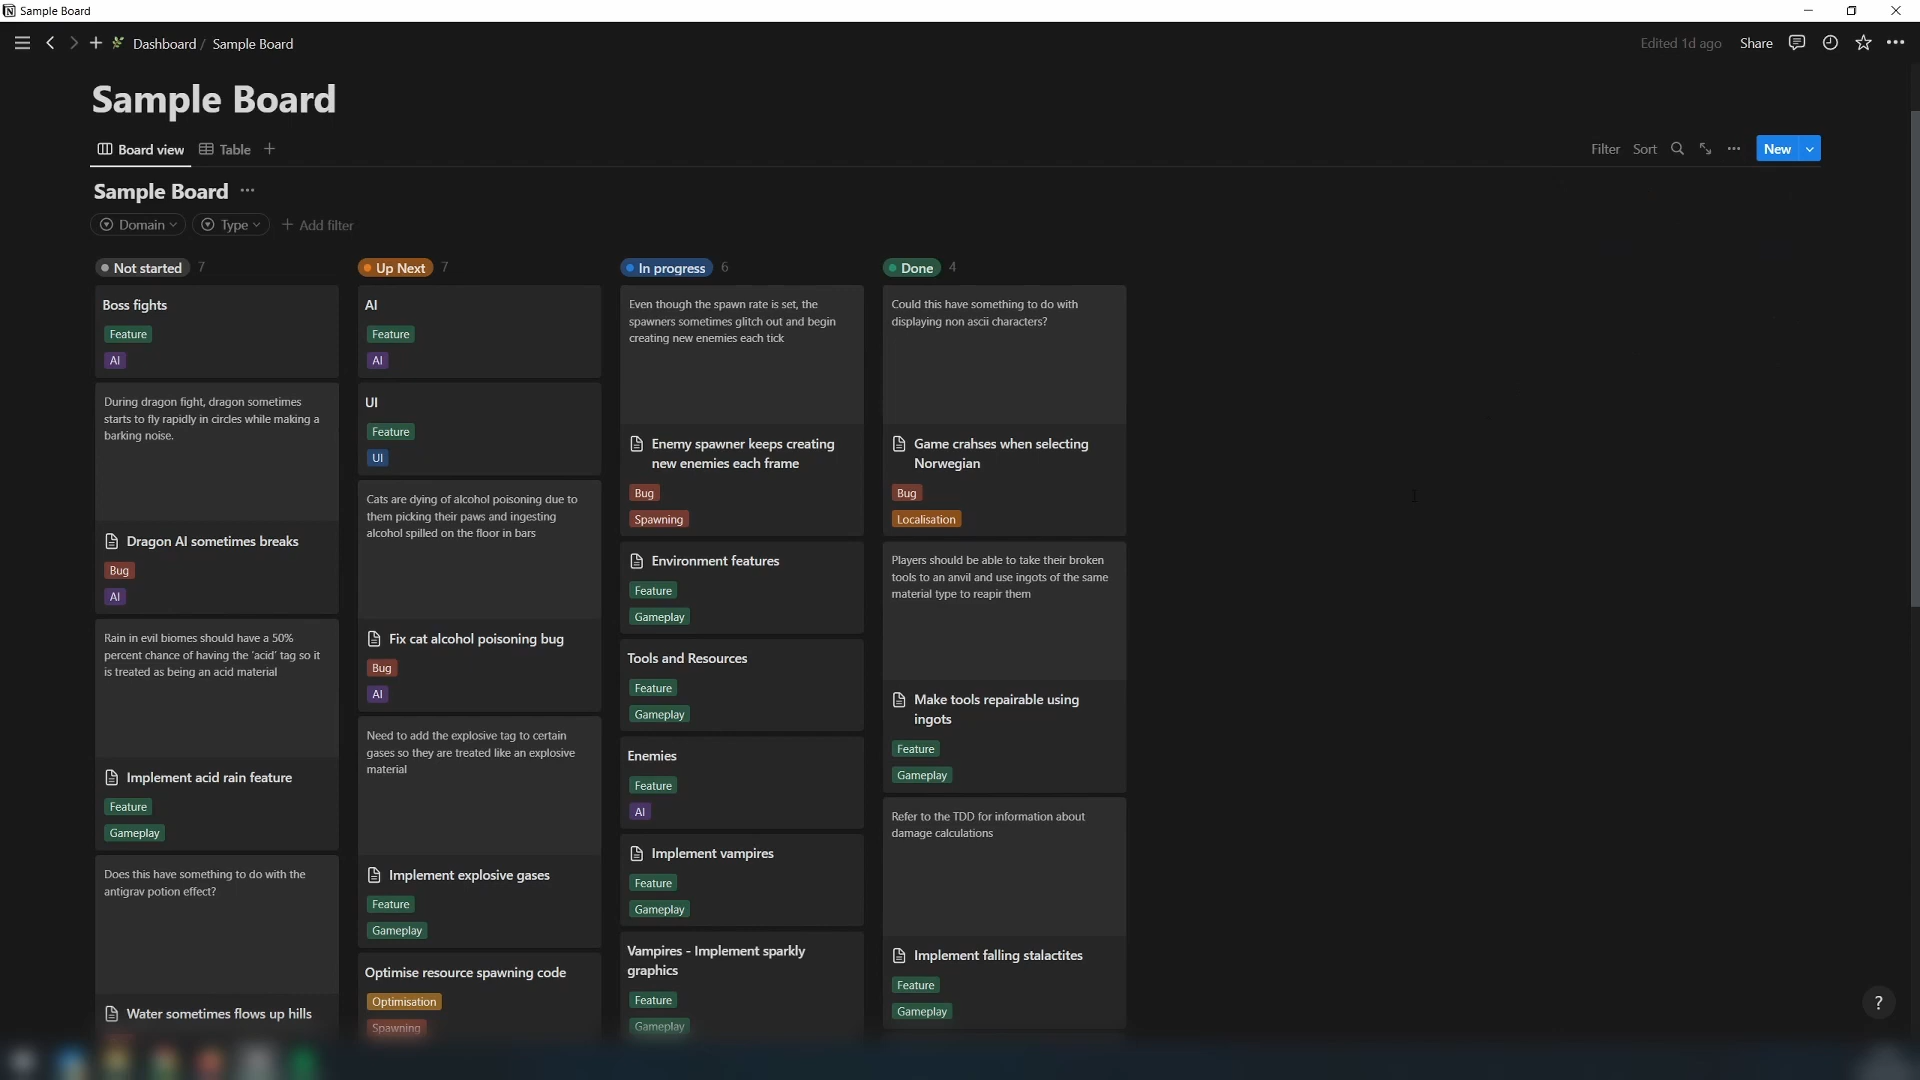 Sample Board
Dashboard / Sample Board
Edited 1d ago Share
Sample Board
Board view Table
Filter Sort New
Sample Board
Domain Type Add filter
Not started 7
Boss fights
Feature
AI
During dragon fight, dragon sometimes
starts to fly rapidly in circles while making a
barking noise.
Dragon AI sometimes breaks
Bug
AI
Rain in evil biomes should have a 50%
percent chance of having the 'acid' tag so it
is treated as being an acid material
Implement acid rain feature
Feature
Gameplay
Does this have something to do with the
antigrav potion effect?
Water sometimes flows up hills
Up Next 7
AI
Feature
AI
UI
Feature
UI
Cats are dying of alcohol poisoning due to
them picking their paws and ingesting
alcohol spilled on the floor in bars
Fix cat alcohol poisoning bug
Bug
AI
Need to add the explosive tag to certain
gases so they are treated like an explosive
material
Implement explosive gases
Feature
Gameplay
Optimise resource spawning code
Optimisation
Spawning
In progress 6
Even though the spawn rate is set, the
spawners sometimes glitch out and begin
creating new enemies each tick
Enemy spawner keeps creating
new enemies each frame
Bug
Spawning
Environment features
Feature
Gameplay
Tools and Resources
Feature
Gameplay
Enemies
Feature
AI
Implement vampires
Feature
Gameplay
Vampires - Implement sparkly
graphics
Feature
Gameplay
Done 4
Could this have something to do with
displaying non ascii characters?
Game crahses when selecting
Norwegian
Bug
Localisation
Players should be able to take their broken
tools to an anvil and use ingots of the same
material type to reapir them
Make tools repairable using
ingots
Feature
Gameplay
Refer to the TDD for information about
damage calculations
Implement falling stalactites
Feature
Gameplay
?